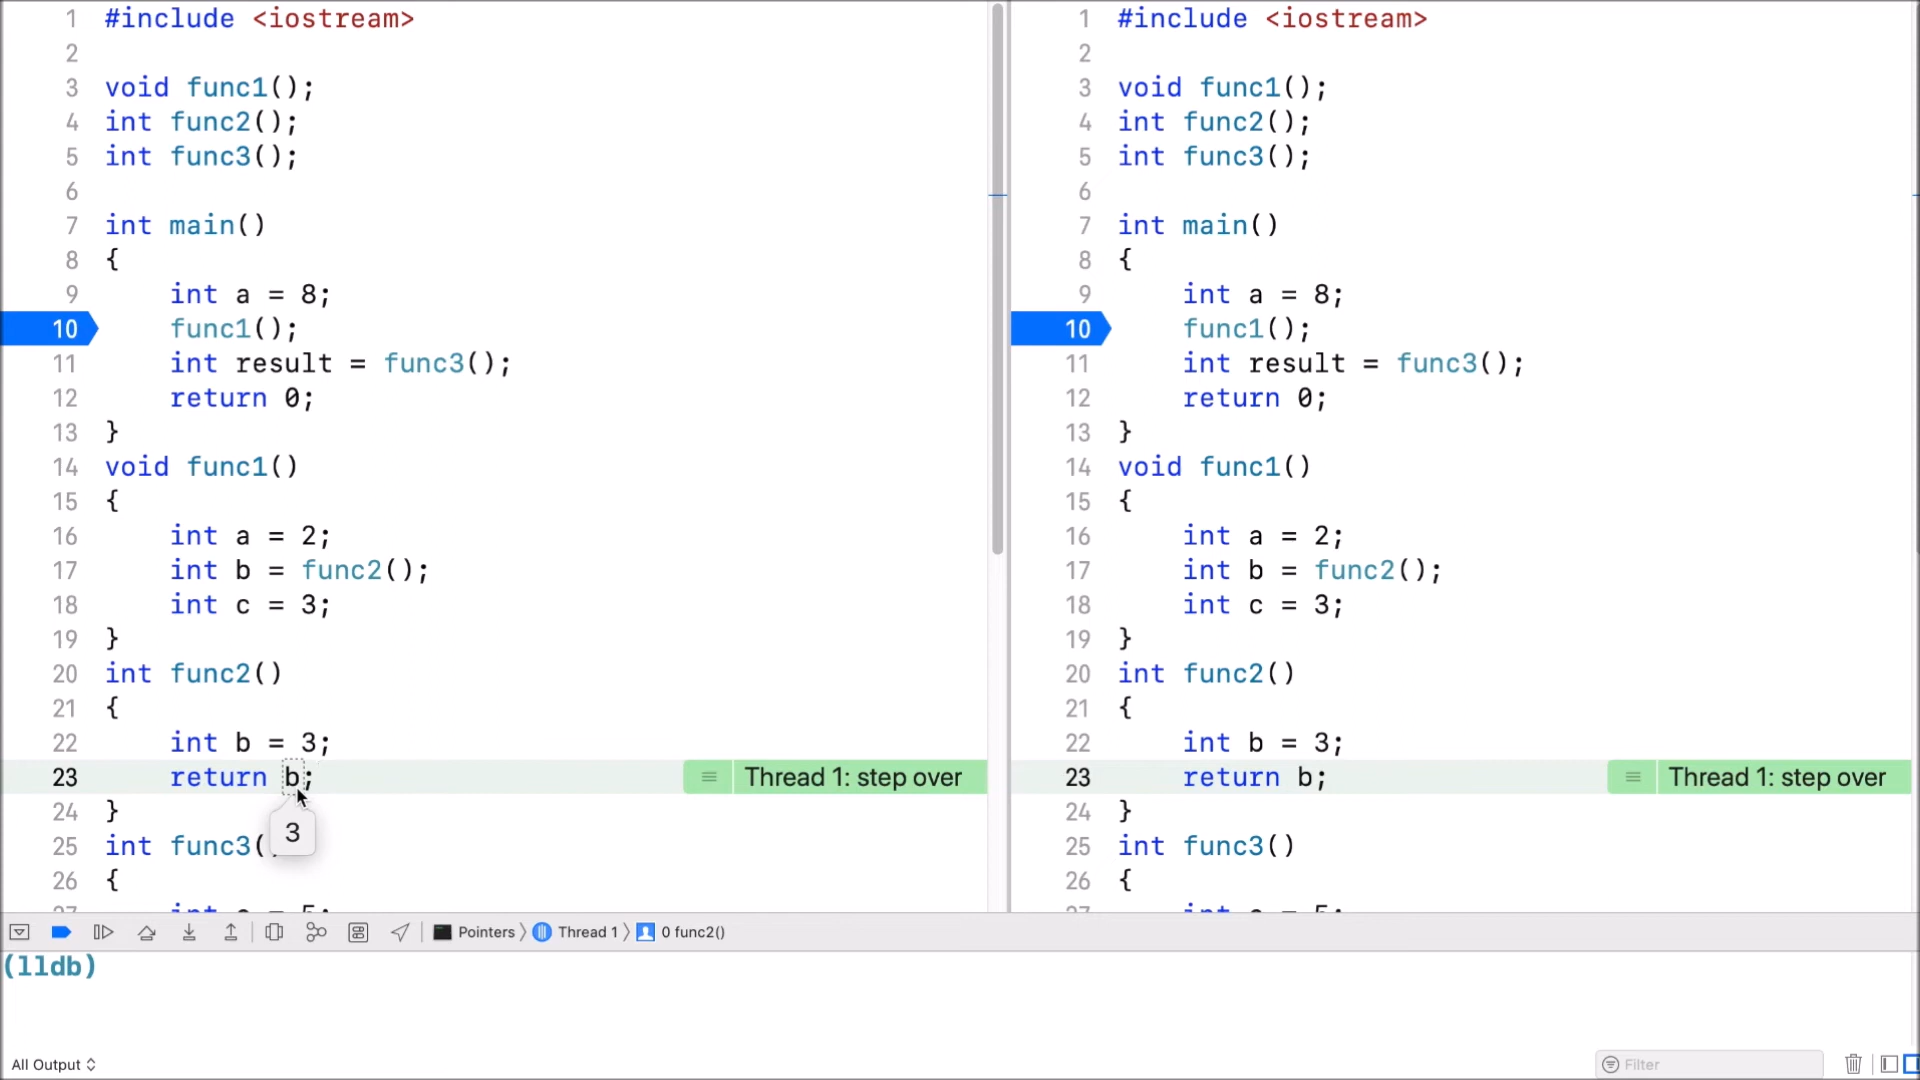 1 #include <iostream>
2
3 void func1();
4 int func2();
5 int func3();
6
7 int main()
8 {
9 int a = 8;
10 func1();
11 int result = func3();
12 return 0;
13 }
14 void func1()
15 {
16 int a = 2;
17 int b = func2();
18 int c = 3;
19 }
20 int func2()
21 {
22 int b = 3;
23 return b; Thread 1: step over
24 }
3
25 int func3(
26 {
1 #include <iostream>
2
3 void func1();
4 int func2();
5 int func3();
6
7 int main()
8 {
9 int a = 8;
10 func1();
11 int result = func3();
12 return 0;
13 }
14 void func1()
15 {
16 int a = 2;
17 int b = func2();
18 int c = 3;
19 }
20 int func2()
21 {
22 int b = 3;
23 return b; Thread 1: step over
24 }
25 int func3()
26 {
Pointers Thread 1 0 func2()
(lldb)
All Output Filter